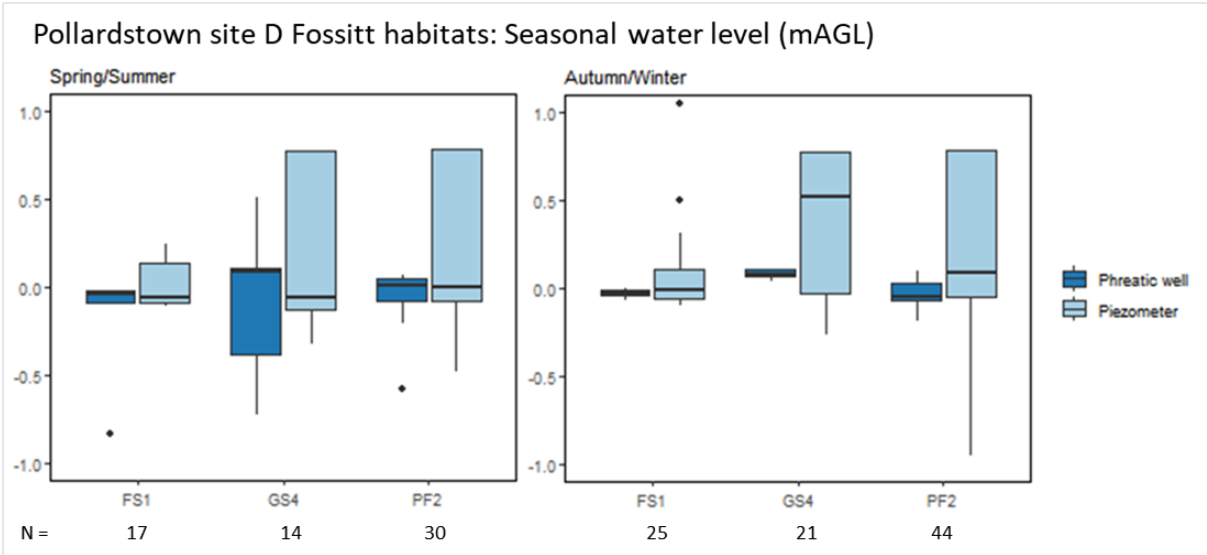 Pollardstown site D Fossitt habitats: Seasonal water level (mAGL)
Spring/Summer
1.0
0.5
0.0
-0.5
-1.0
FS1 GS4 PF2
N = 17 14 30
Autumn/Winter
1.0
0.5
0.0
-0.5
-1.0
FS1 GS4 PF2
25 21 44
Phreatic well
Piezometer